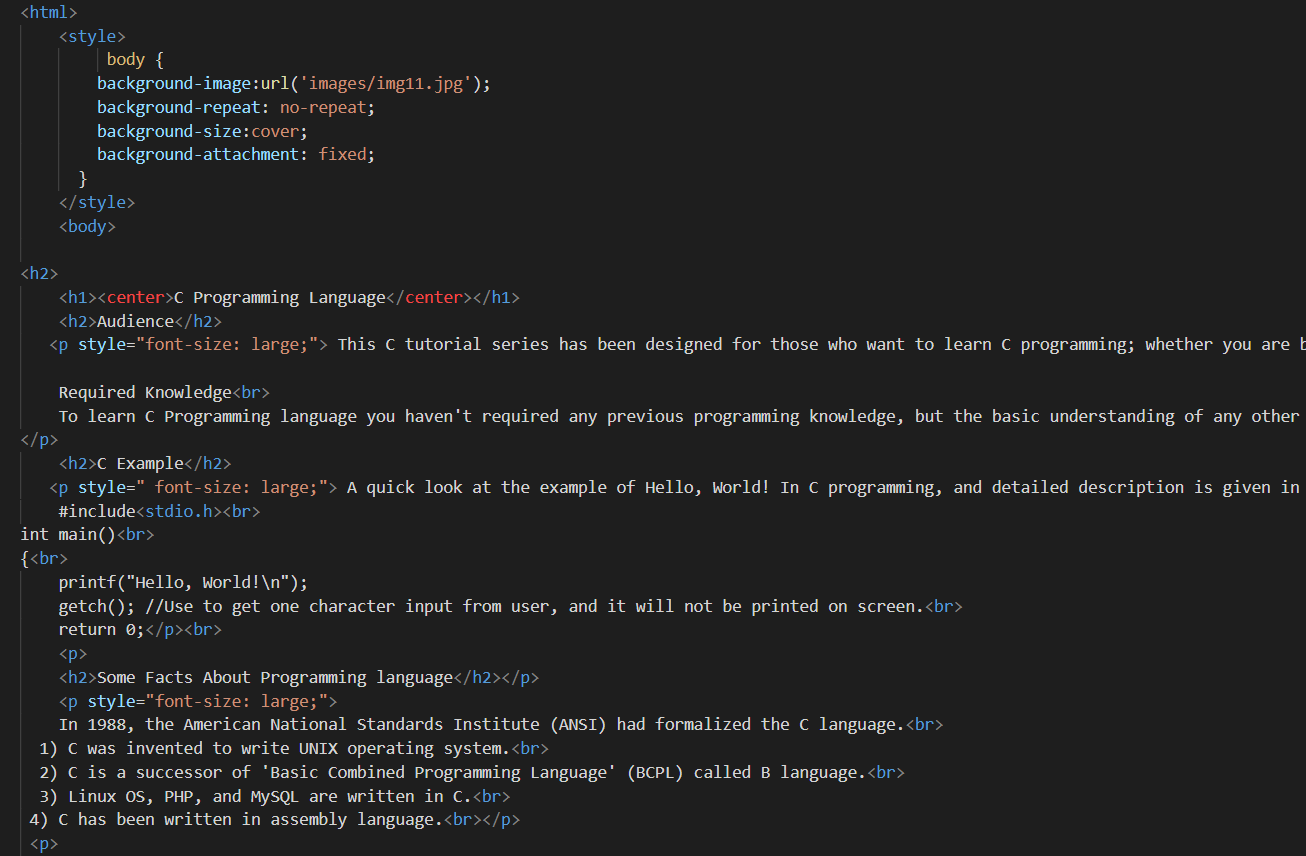 <html>
<style>
body {
background-image:url('images/img11.jpg');
background-repeat: no-repeat;
background-size:cover;
background-attachment: fixed;
}
</style>
<body>
<h2>
<h1><center>C Programming Language</center></h1>
<h2>Audience</h2>
<p style="font-size: large;"> This C tutorial series has been designed for those who want to learn C programming; whether you are b
Required Knowledge<br>
To learn C Programming language you haven't required any previous programming knowledge, but the basic understanding of any other
</p>
<h2>C Example</h2>
<p style=" font-size: large;"> A quick look at the example of Hello, World! In C programming, and detailed description is given in
#include<stdio.h><br>
int main()<br>
{<br>
printf("Hello, World!\n");
getch(); //Use to get one character input from user, and it will not be printed on screen.<br>
return 0;</p><br>
<p>
<h2>Some Facts About Programming language</h2></p>
<p style="font-size: large;">
In 1988, the American National Standards Institute (ANSI) had formalized the C language.<br>
1) C was invented to write UNIX operating system.<br>
2) C is a successor of 'Basic Combined Programming Language' (BCPL) called B language.<br>
3) Linux OS, PHP, and MySQL are written in C.<br>
4) C has been written in assembly language.<br></p>
<p>